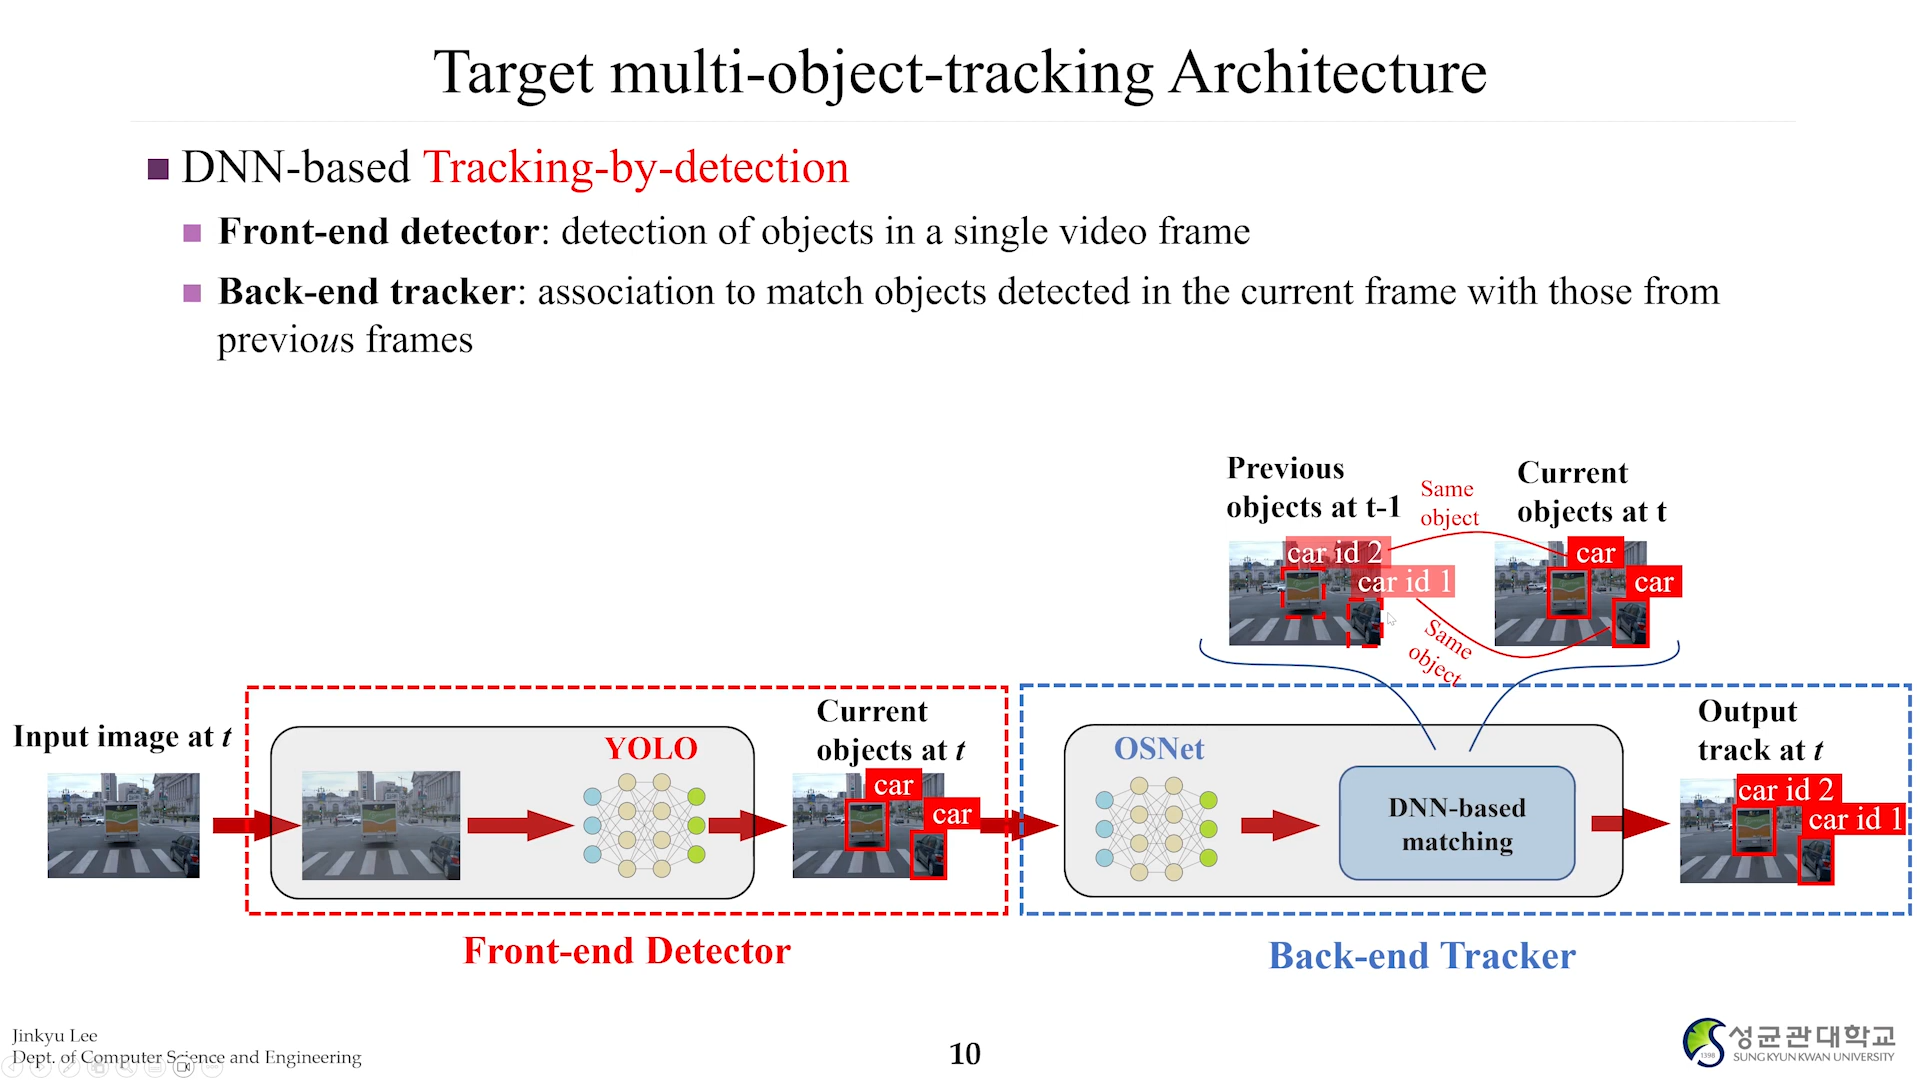 Target multi-object-tracking Architecture
DNN-based Tracking-by-detection
Front-end detector: detection of objects in a single video frame
Back-end tracker: association to match objects detected in the current frame with those from
previous frames
Previous
objects at t-1
Same
object
Current
objects at t
car id 2
car id 1
car
car
Same
object
Input image at t
YOLO
Current
objects at t
car
car
OSNet
DNN-based
matching
Output
track at t
car id 2
car id 1
Front-end Detector
Back-end Tracker
Jinkyu Lee
Dept. of Computer Science and Engineering
10
1398
성균관대학교
SUNG KYUN KWAN UNIVERSITY